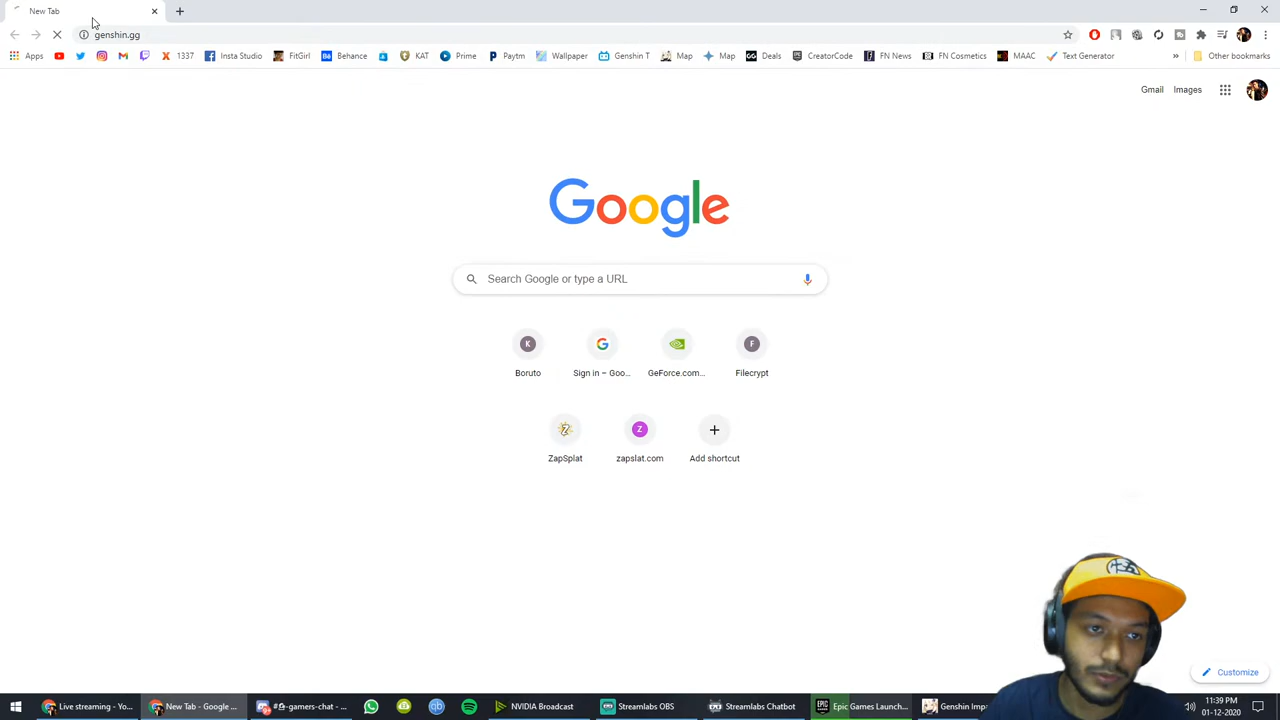 New Tab
genshin.gg
Apps 1337 Insta Studio FitGirl Behance KAT Prime Paytm Wallpaper Genshin T Map Map Deals CreatorCode FN News FN Cosmetics MAAC Text Generator » Other bookmarks
Gmail Images
Google
Search Google or type a URL
Boruto Sign in – Goo... GeForce.com... Filecrypt
ZapSplat zapslat.com Add shortcut
Customize
Live streaming - Yo... New Tab - Google ... -gamers-chat - ... NVIDIA Broadcast Streamlabs OBS Streamlabs Chatbot Epic Games Launch... Genshin Imp
11:39 PM
01-12-2020